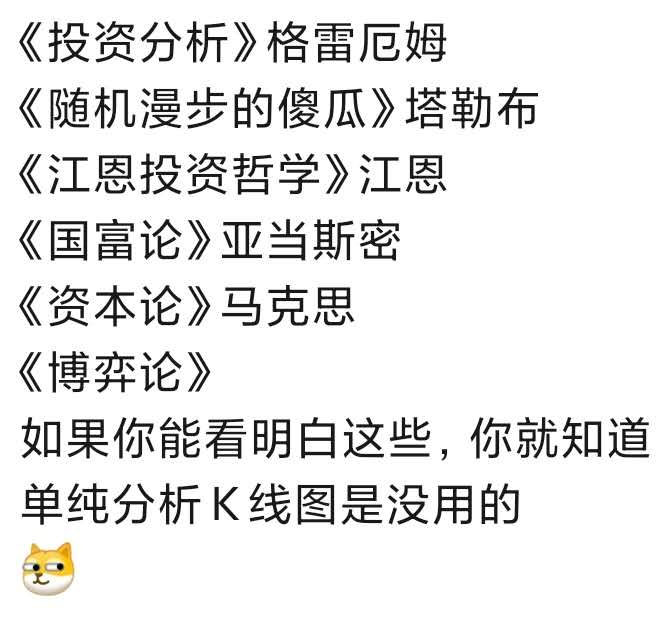 《投资分析》格雷厄姆
《随机漫步的傻瓜》塔勒布
《江恩投资哲学》江恩
《国富论》亚当斯密
《资本论》马克思
《博弈论》
如果你能看明白这些，你就知道
单纯分析K线图是没用的